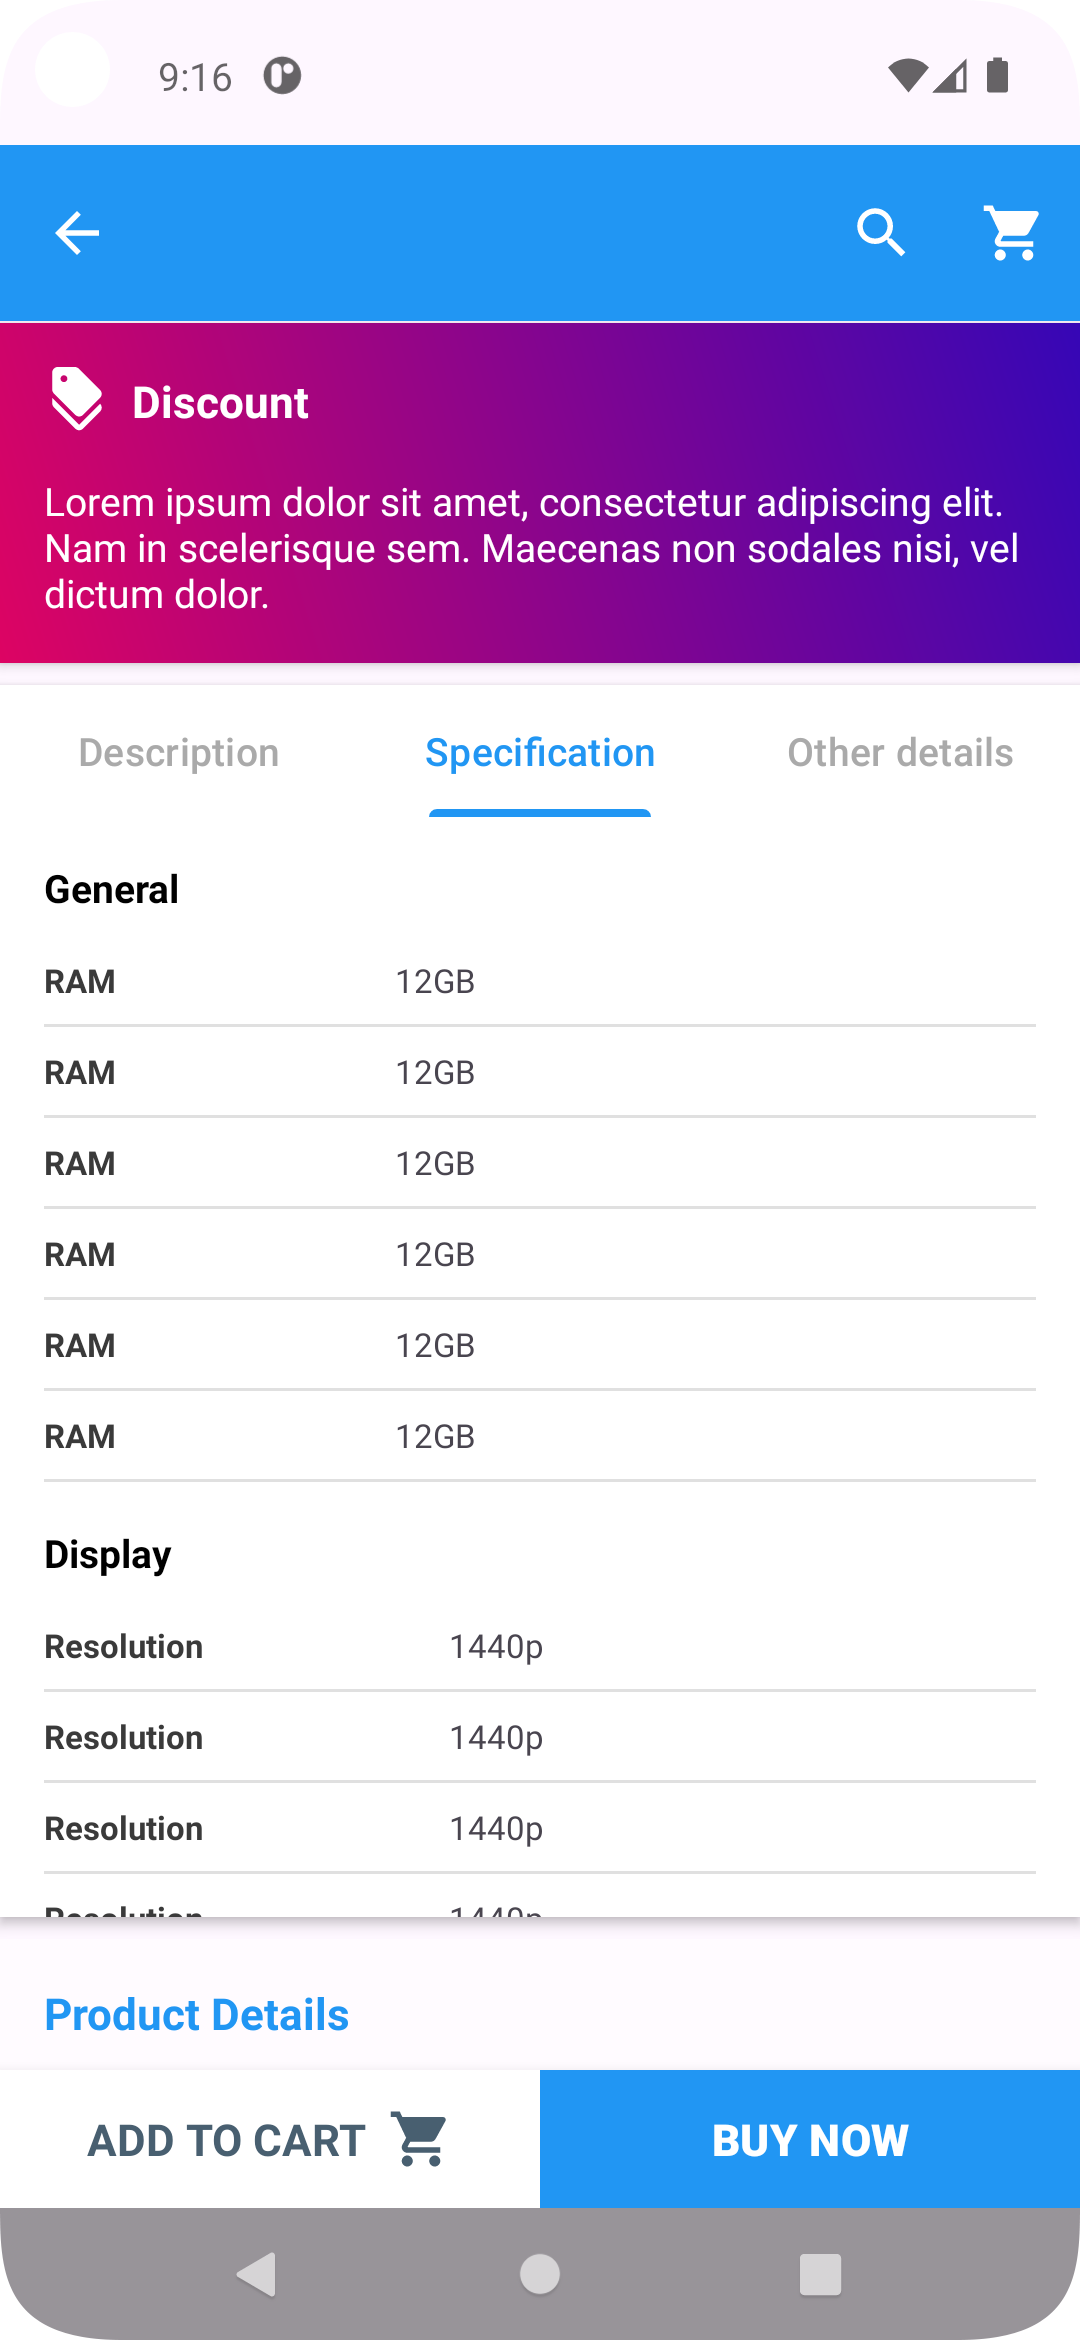 9:16
Discount
Lorem ipsum dolor sit amet, consectetur adipiscing elit.
Nam in scelerisque sem. Maecenas non sodales nisi, vel
dictum dolor.
Description Specification Other details
General
RAM 12GB
RAM 12GB
RAM 12GB
RAM 12GB
RAM 12GB
RAM 12GB
Display
Resolution 1440p
Resolution 1440p
Resolution 1440p
Resolution 1440p
Product Details
ADD TO CART BUY NOW